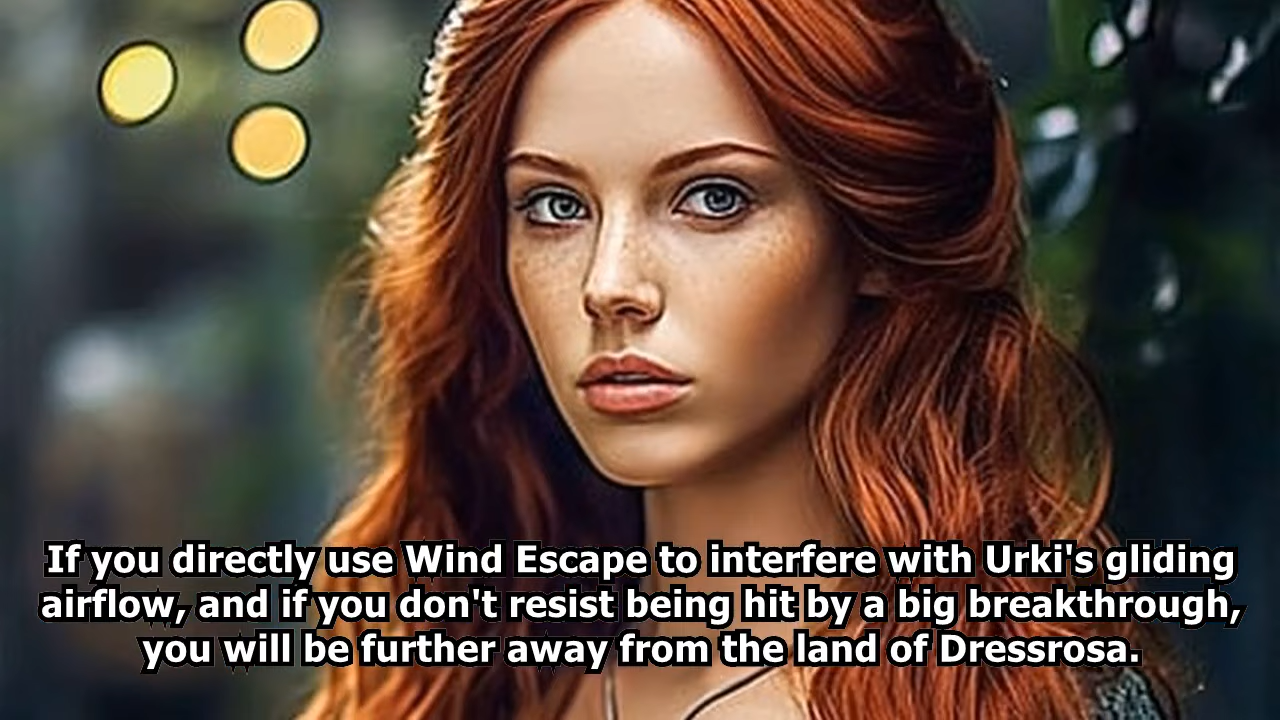 If you directly use Wind Escape to interfere with Urki's gliding
airflow, and if you don't resist being hit by a big breakthrough,
you will be further away from the land of Dressrosa.